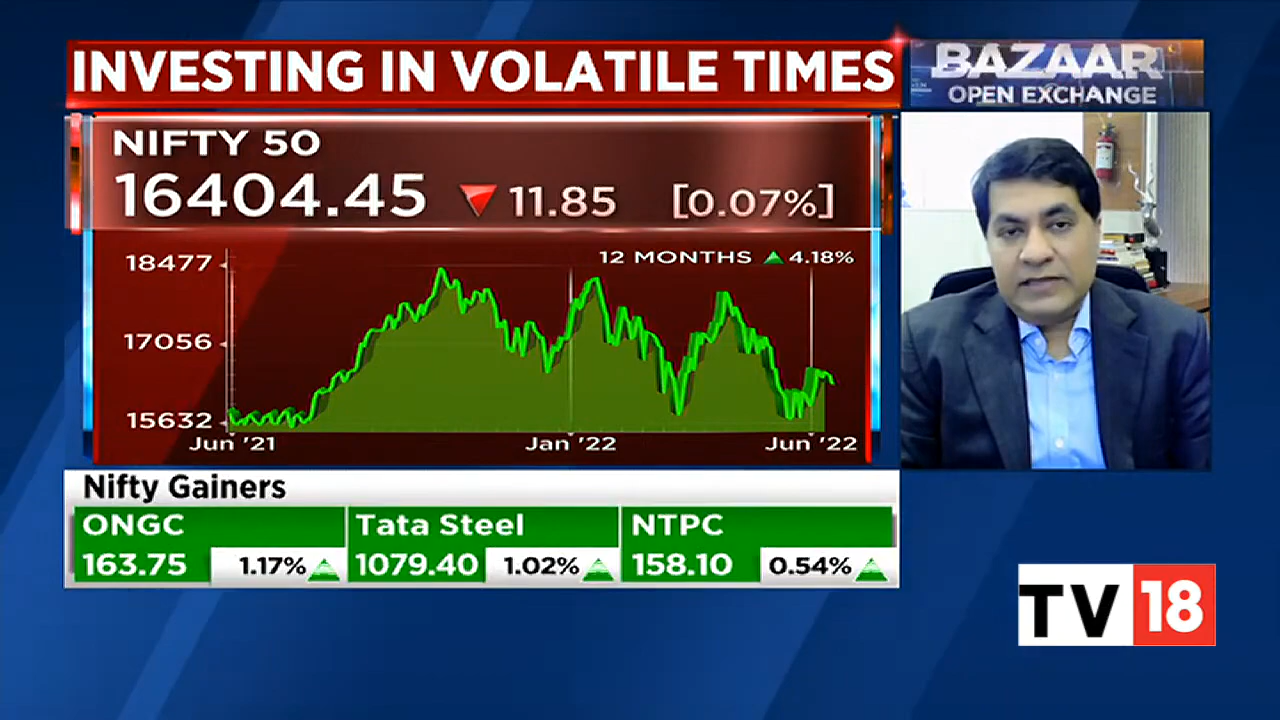 INVESTING IN VOLATILE TIMES
BAZAAR
OPEN EXCHANGE
NIFTY 50
16404.45 ▼ 11.85 [0.07%]
12 MONTHS ▲ 4.18%
18477
17056
15632
Jun '21 Jan '22 Jun '22
Nifty Gainers
ONGC Tata Steel NTPC
163.75 1.17% ▲ 1079.40 1.02% ▲ 158.10 0.54% ▲
TV 18